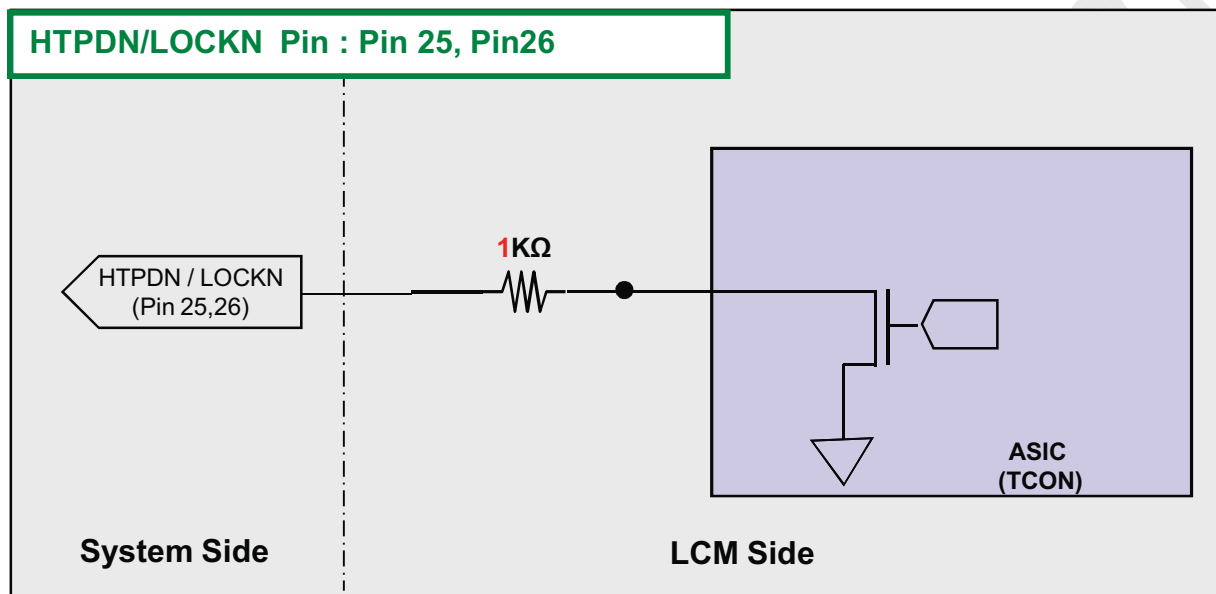 HTPDN/LOCKN Pin : Pin 25, Pin26
1KΩ
HTPDN / LOCKN
(Pin 25,26)
ASIC
(TCON)
System Side
LCM Side